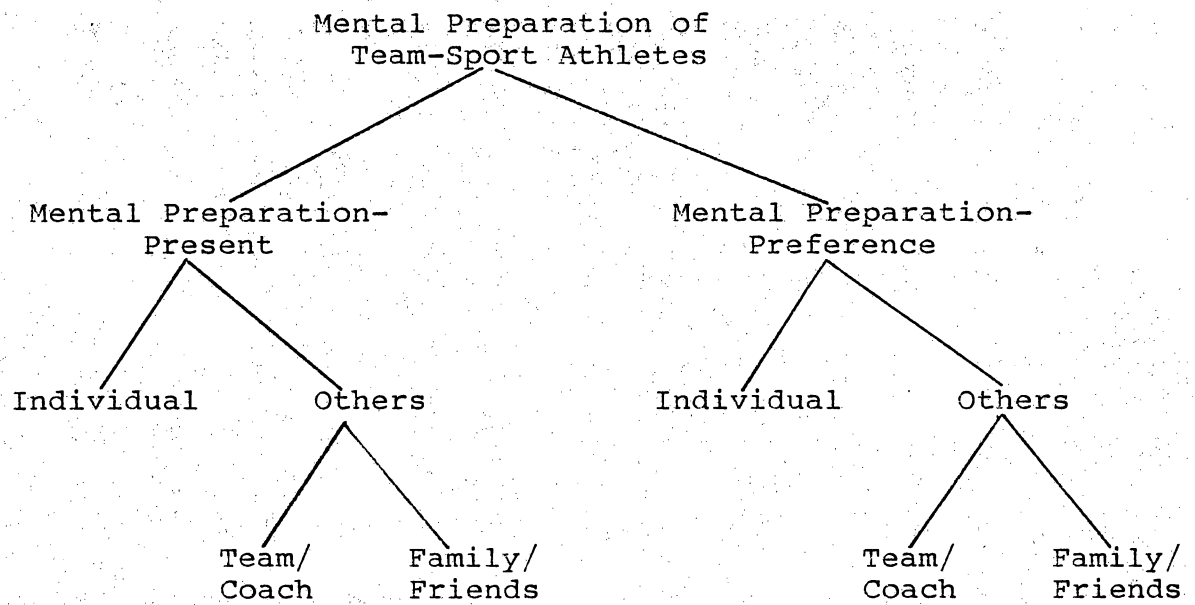 Mental Preparation of
Team-Sport Athletes
Mental Preparation-
Present
Mental Preparation-
Preference
Individual
Others
Individual
Others
Team/
Coach
Family/
Friends
Team/
Coach
Family/
Friends